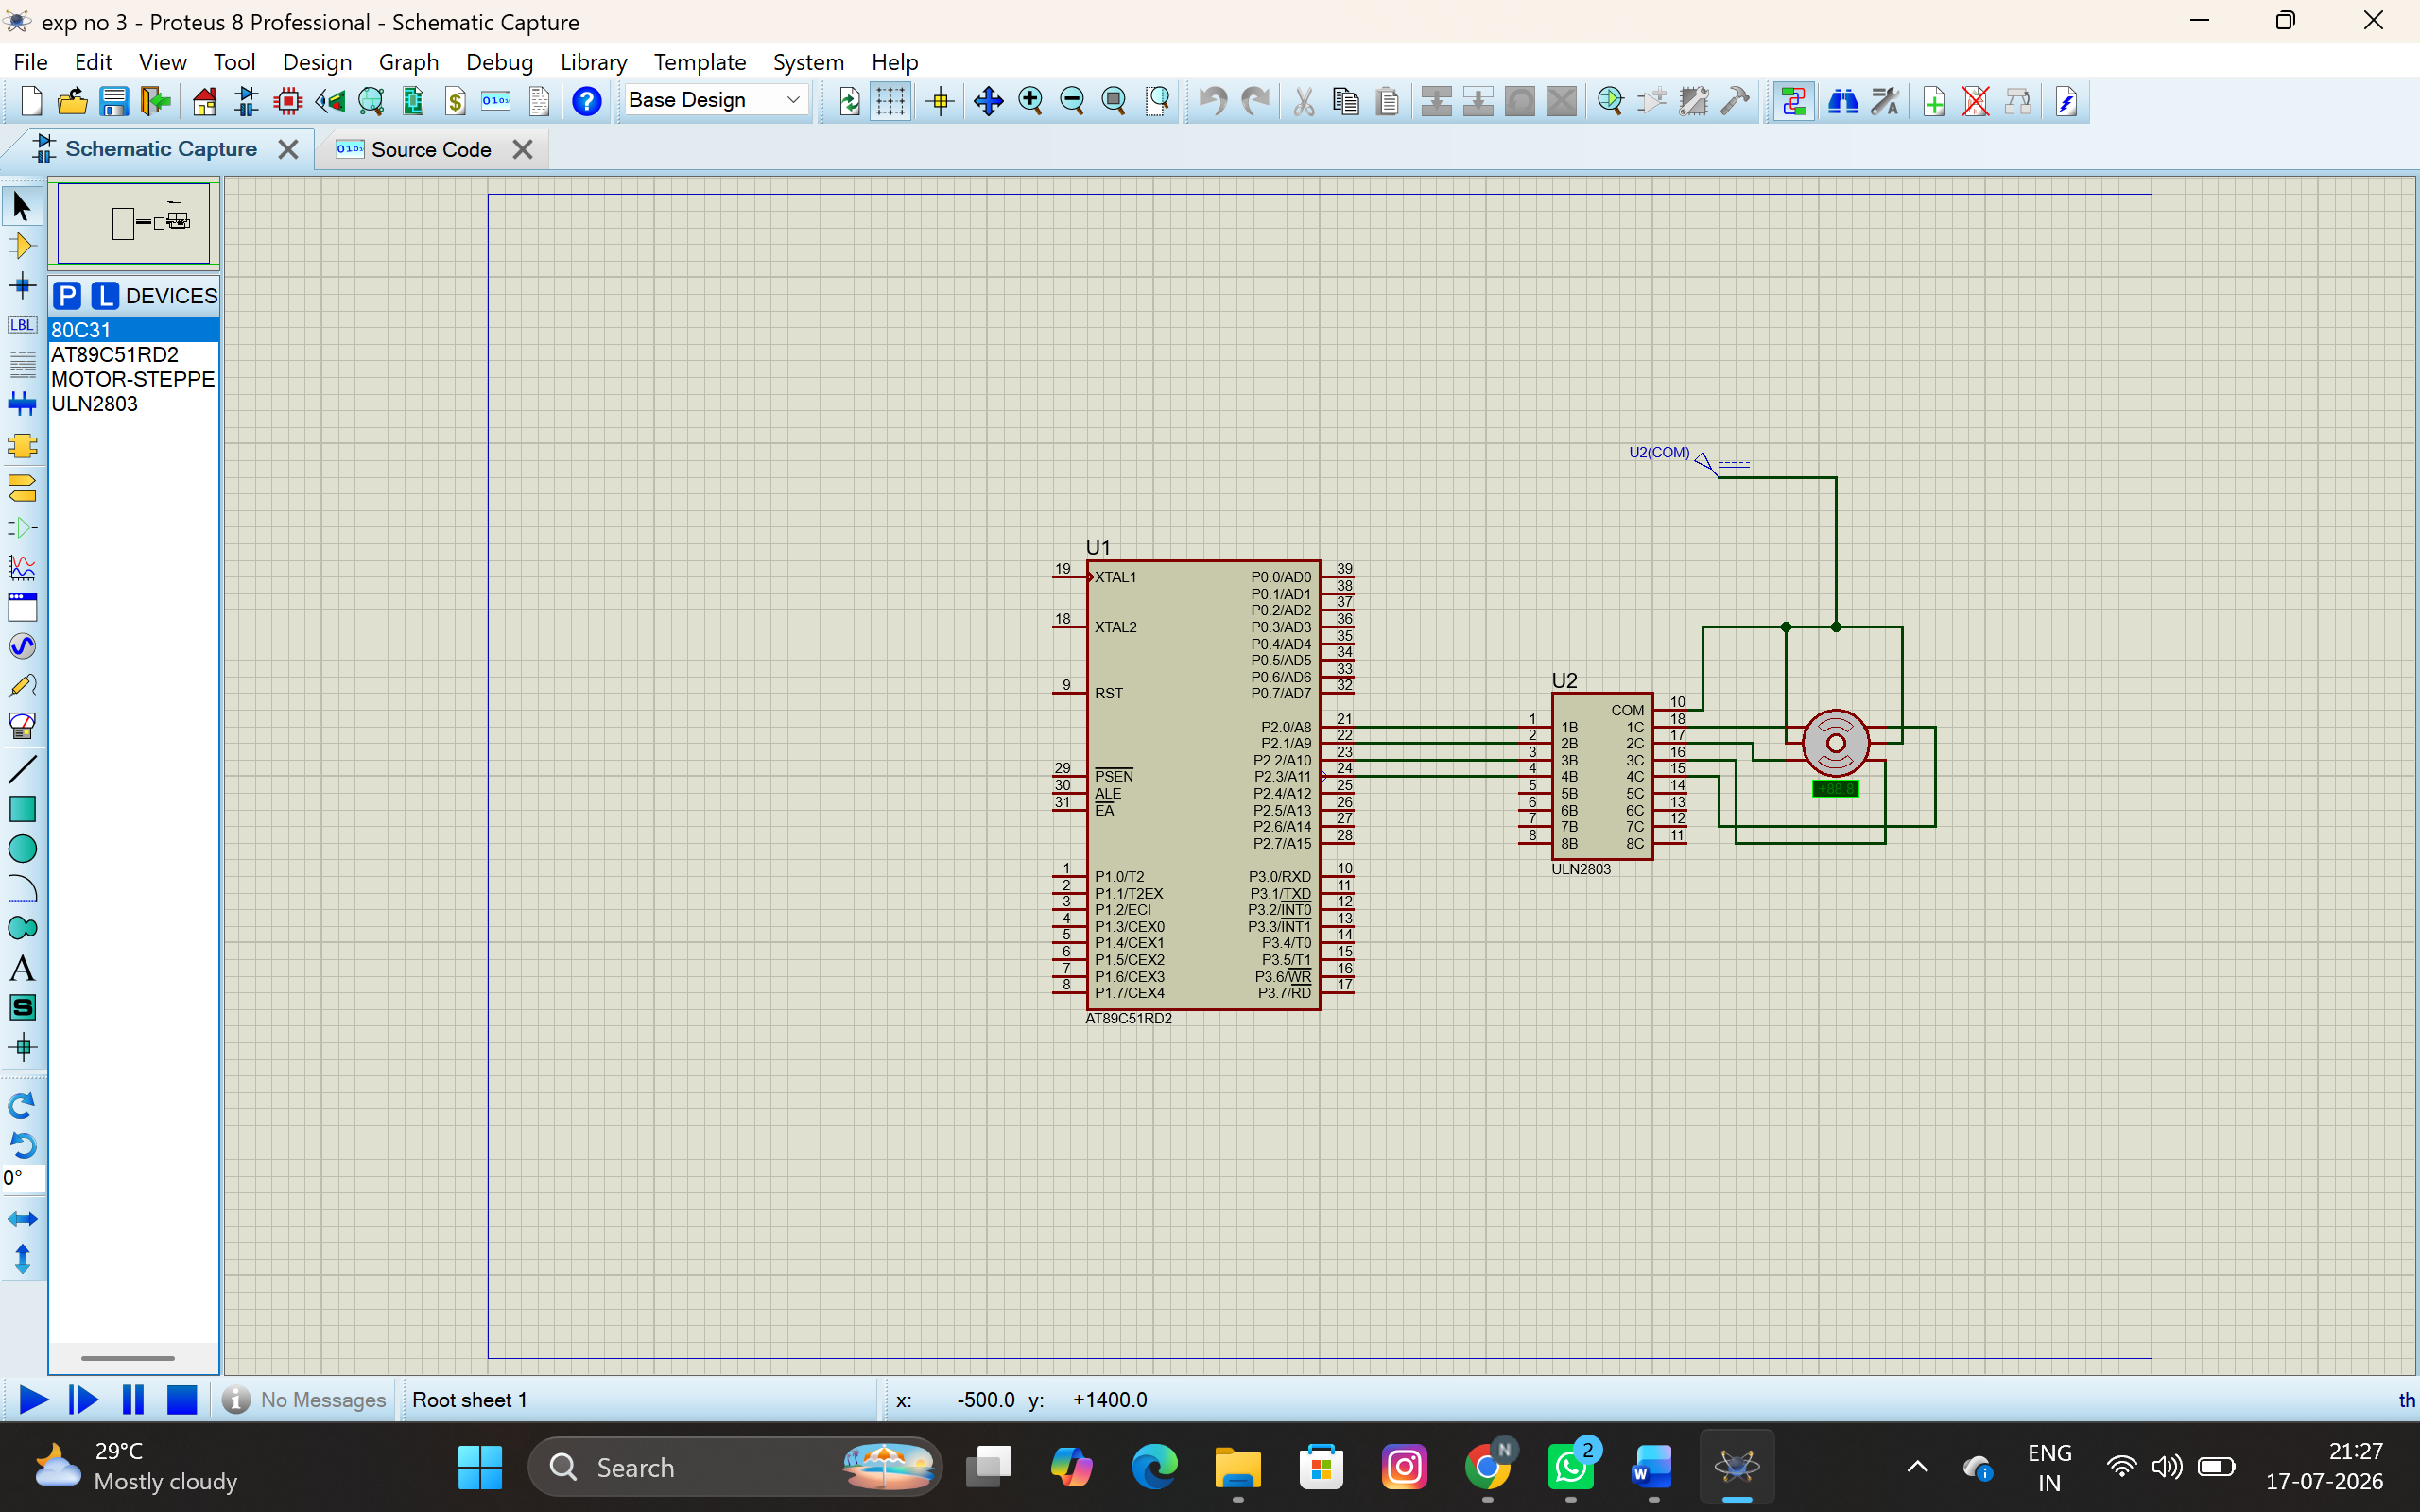 exp no 3 - Proteus 8 Professional - Schematic Capture
File Edit View Tool Design Graph Debug Library Template System Help
Base Design
Schematic Capture
Source Code
P L DEVICES
80C31
AT89C51RD2
MOTOR-STEPPE
ULN2803
LBL
0°
U2(COM)
U1
19 XTAL1 P0.0/AD0 39
P0.1/AD1 38
P0.2/AD2 37
18 XTAL2 P0.3/AD3 36
P0.4/AD4 35
P0.5/AD5 34
P0.6/AD6 33
9 RST P0.7/AD7 32
P2.0/A8 21
P2.1/A9 22
P2.2/A10 23
29 PSEN P2.3/A11 24
30 ALE P2.4/A12 25
31 EA P2.5/A13 26
P2.6/A14 27
P2.7/A15 28
1 P1.0/T2 P3.0/RXD 10
2 P1.1/T2EX P3.1/TXD 11
3 P1.2/ECI P3.2/INT0 12
4 P1.3/CEX0 P3.3/INT1 13
5 P1.4/CEX1 P3.4/T0 14
6 P1.5/CEX2 P3.5/T1 15
7 P1.6/CEX3 P3.6/WR 16
8 P1.7/CEX4 P3.7/RD 17
AT89C51RD2
U2
COM 10
1 1B 1C 18
2 2B 2C 17
3 3B 3C 16
4 4B 4C 15
5 5B 5C 14
6 6B 6C 13
7 7B 7C 12
8 8B 8C 11
ULN2803
+88.8
No Messages
Root sheet 1
x: -500.0 y: +1400.0
th
29°C
Mostly cloudy
Search
N
2
ENG
IN
21:27
17-07-2026